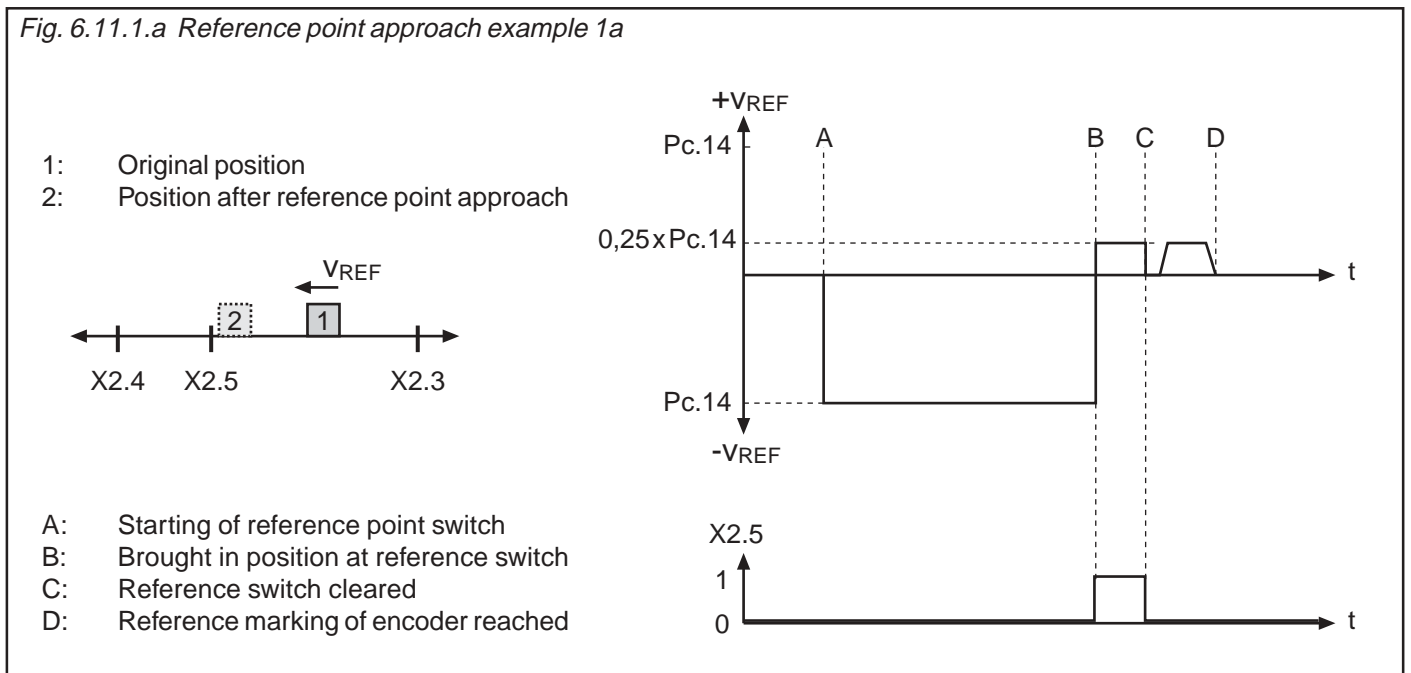 Fig. 6.11.1.a Reference point approach example 1a
1: Original position
2: Position after reference point approach
vREF
2 1
X2.4 X2.5 X2.3
A: Starting of reference point switch
B: Brought in position at reference switch
C: Reference switch cleared
D: Reference marking of encoder reached
+vREF
Pc.14 A B C D
0,25xPc.14
t
Pc.14
-vREF
X2.5
1
0 t